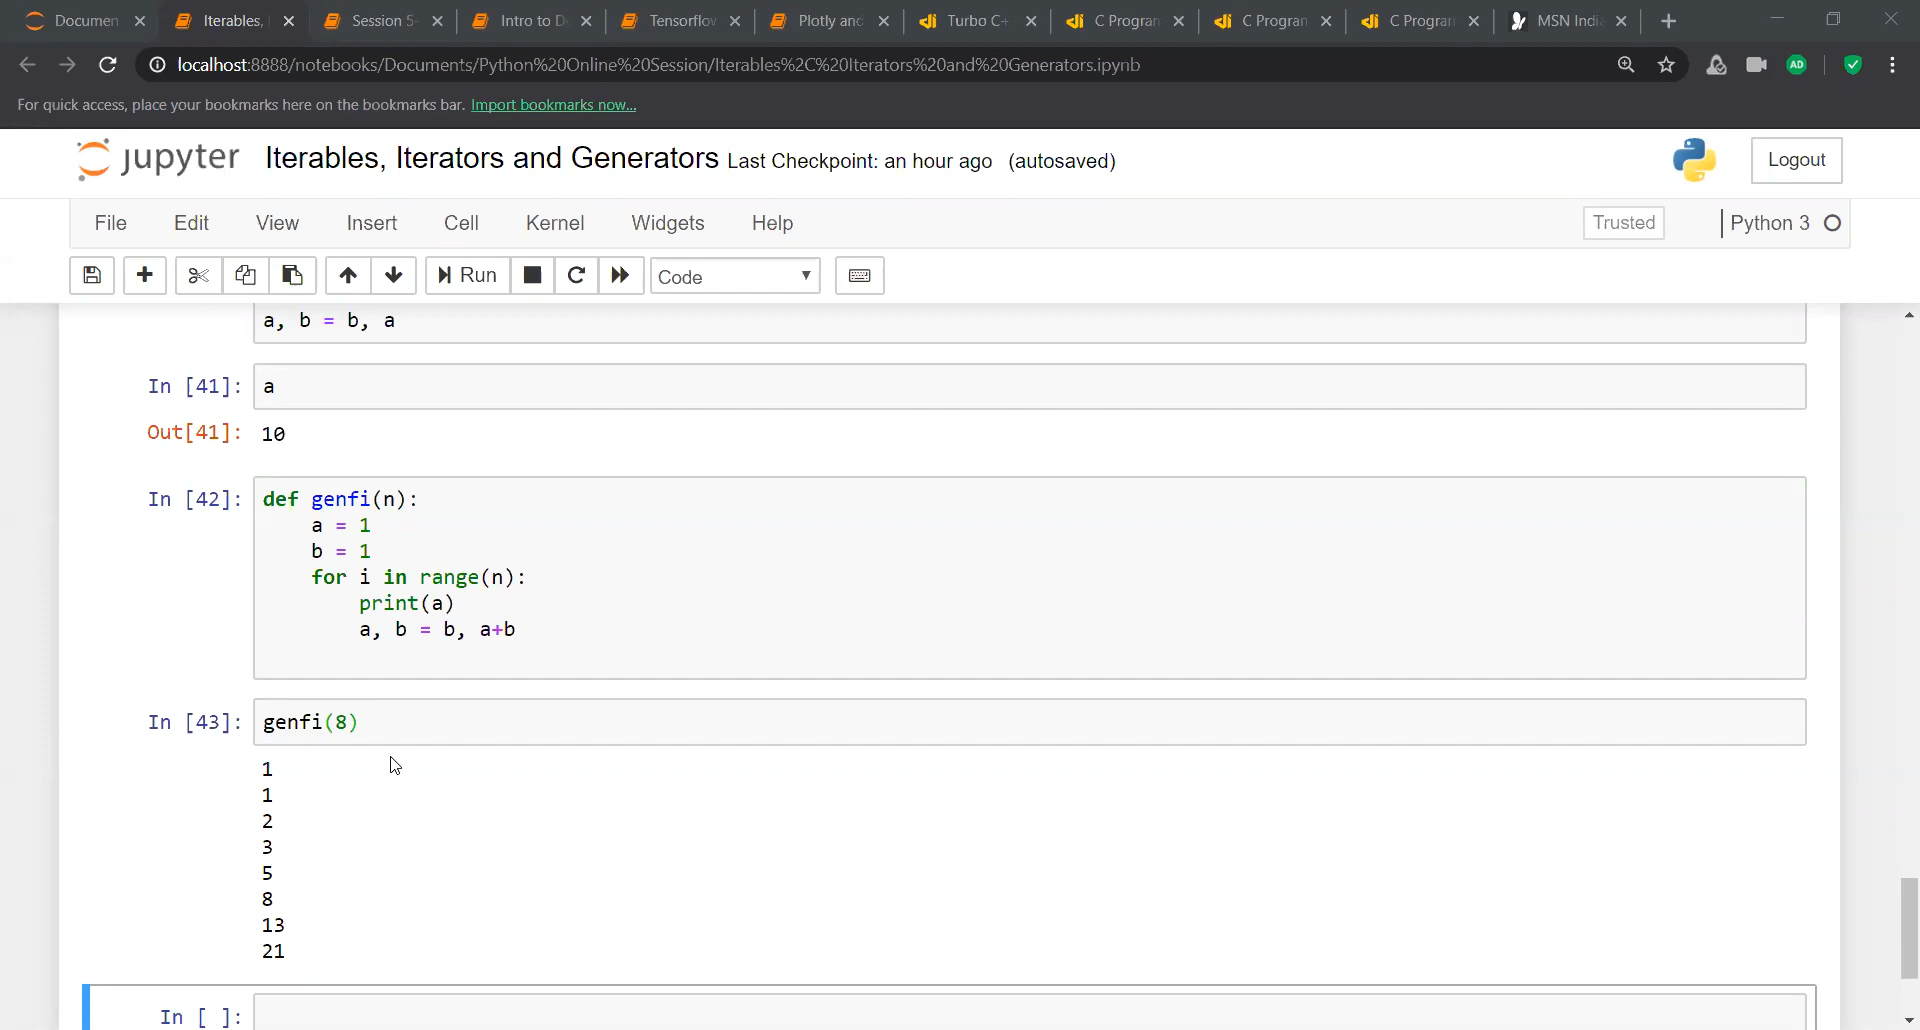 Documen
Iterables,
Session 5-
Intro to D
Tensorflow
Plotly and
Turbo C+
C Program
C Program
C Program
MSN India
localhost:8888/notebooks/Documents/Python%20Online%20Session/Iterables%2C%20Iterators%20and%20Generators.ipynb
AD
For quick access, place your bookmarks here on the bookmarks bar. Import bookmarks now...
jupyter Iterables, Iterators and Generators Last Checkpoint: an hour ago (autosaved)
Logout
File Edit View Insert Cell Kernel Widgets Help
Trusted
Python 3
Run
Code
a, b = b, a
In [41]: a
Out[41]: 10
In [42]: def genfi(n):
a = 1
b = 1
for i in range(n):
print(a)
a, b = b, a+b
In [43]: genfi(8)
1
1
2
3
5
8
13
21
In [ ]: